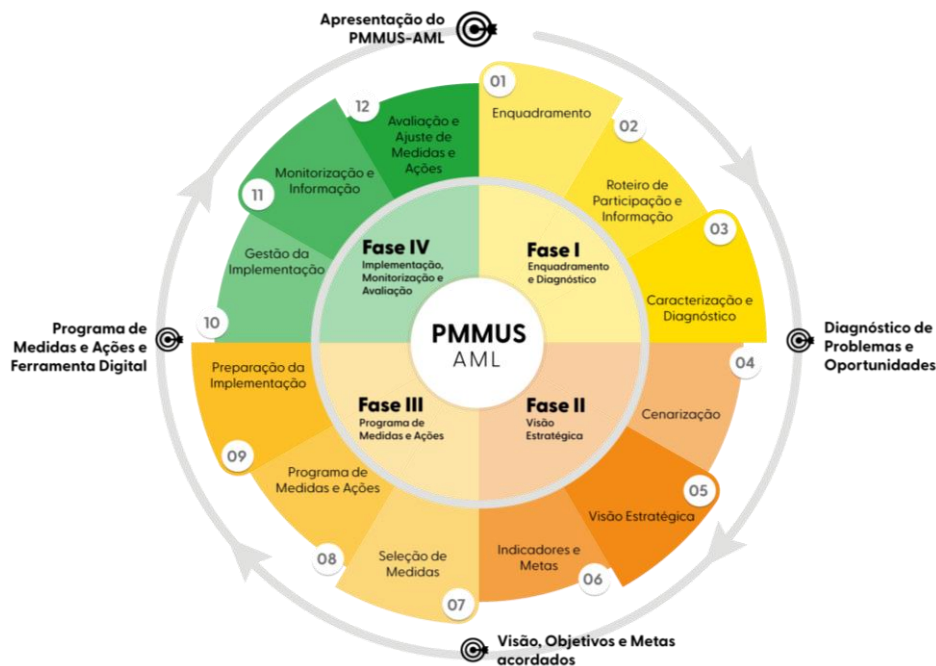 Apresentação do
PMMUS-AML
01
Enquadramento
02
Roteiro de
Participação e
Informação
03
Caracterização e
Diagnóstico
Diagnóstico de
Problemas e
Oportunidades
04
Cenarização
05
Visão Estratégica
06
Indicadores e
Metas
Visão, Objetivos e Metas
acordados
07
Seleção de
Medidas
08
Programa de
Medidas e Ações
09
Preparação da
Implementação
Programa de
Medidas e Ações e
Ferramenta Digital
10
Gestão da
Implementação
11
Monitorização e
Informação
12
Avaliação e
Ajuste de
Medidas e
Ações
Fase I
Enquadramento
e Diagnóstico
Fase II
Visão
Estratégica
Fase III
Programa de
Medidas e Ações
Fase IV
Implementação,
Monitorização e
Avaliação
PMMUS
AML